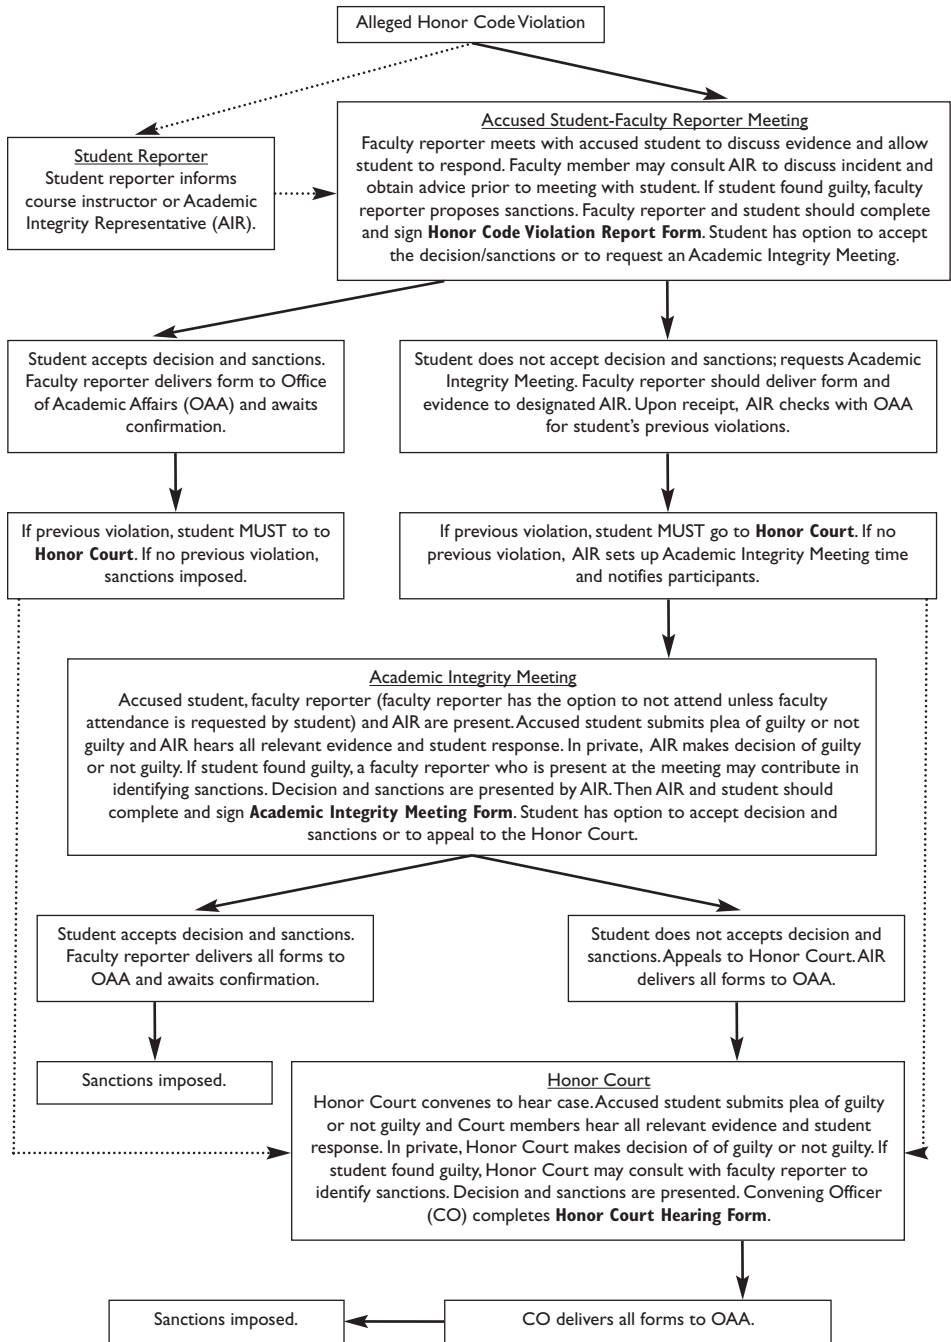 Alleged Honor Code Violation
Student Reporter
Student reporter informs
course instructor or Academic
Integrity Representative (AIR).
Accused Student-Faculty Reporter Meeting
Faculty reporter meets with accused student to discuss evidence and allow
student to respond. Faculty member may consult AIR to discuss incident and
obtain advice prior to meeting with student. If student found guilty, faculty
reporter proposes sanctions. Faculty reporter and student should complete
and sign Honor Code Violation Report Form. Student has option to accept
the decision/sanctions or to request an Academic Integrity Meeting.
Student accepts decision and sanctions.
Faculty reporter delivers form to Office
of Academic Affairs (OAA) and awaits
confirmation.
Student does not accept decision and sanctions; requests Academic
Integrity Meeting. Faculty reporter should deliver form and
evidence to designated AIR. Upon receipt, AIR checks with OAA
for student's previous violations.
If previous violation, student MUST to to
Honor Court. If no previous violation,
sanctions imposed.
If previous violation, student MUST go to Honor Court. If no
previous violation, AIR sets up Academic Integrity Meeting time
and notifies participants.
Academic Integrity Meeting
Accused student, faculty reporter (faculty reporter has the option to not attend unless faculty
attendance is requested by student) and AIR are present. Accused student submits plea of guilty or not
guilty and AIR hears all relevant evidence and student response. In private, AIR makes decision of guilty
or not guilty. If student found guilty, a faculty reporter who is present at the meeting may contribute in
identifying sanctions. Decision and sanctions are presented by AIR. Then AIR and student should
complete and sign Academic Integrity Meeting Form. Student has option to accept decision and
sanctions or to appeal to the Honor Court.
Student accepts decision and sanctions.
Faculty reporter delivers all forms to
OAA and awaits confirmation.
Student does not accepts decision and
sanctions. Appeals to Honor Court. AIR
delivers all forms to OAA.
Sanctions imposed.
Honor Court
Honor Court convenes to hear case. Accused student submits plea of guilty
or not guilty and Court members hear all relevant evidence and student
response. In private, Honor Court makes decision of of guilty or not guilty. If
student found guilty, Honor Court may consult with faculty reporter to
identify sanctions. Decision and sanctions are presented. Convening Officer
(CO) completes Honor Court Hearing Form.
Sanctions imposed.
CO delivers all forms to OAA.